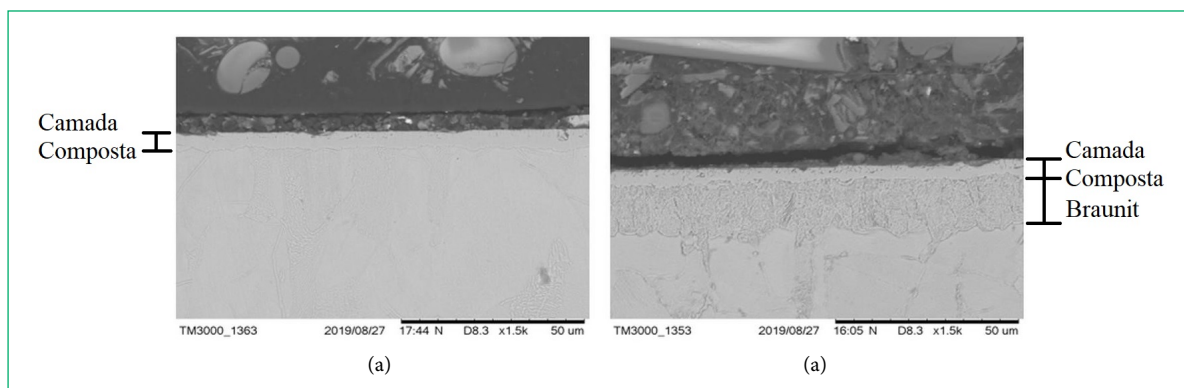 Camada
Composta
TM3000_1363 2019/08/27 17:44 N D8.3 x1.5k 50 um
(a)
Camada
Composta
Braunit
TM3000_1353 2019/08/27 16:05 N D8.3 x1.5k 50 um
(a)